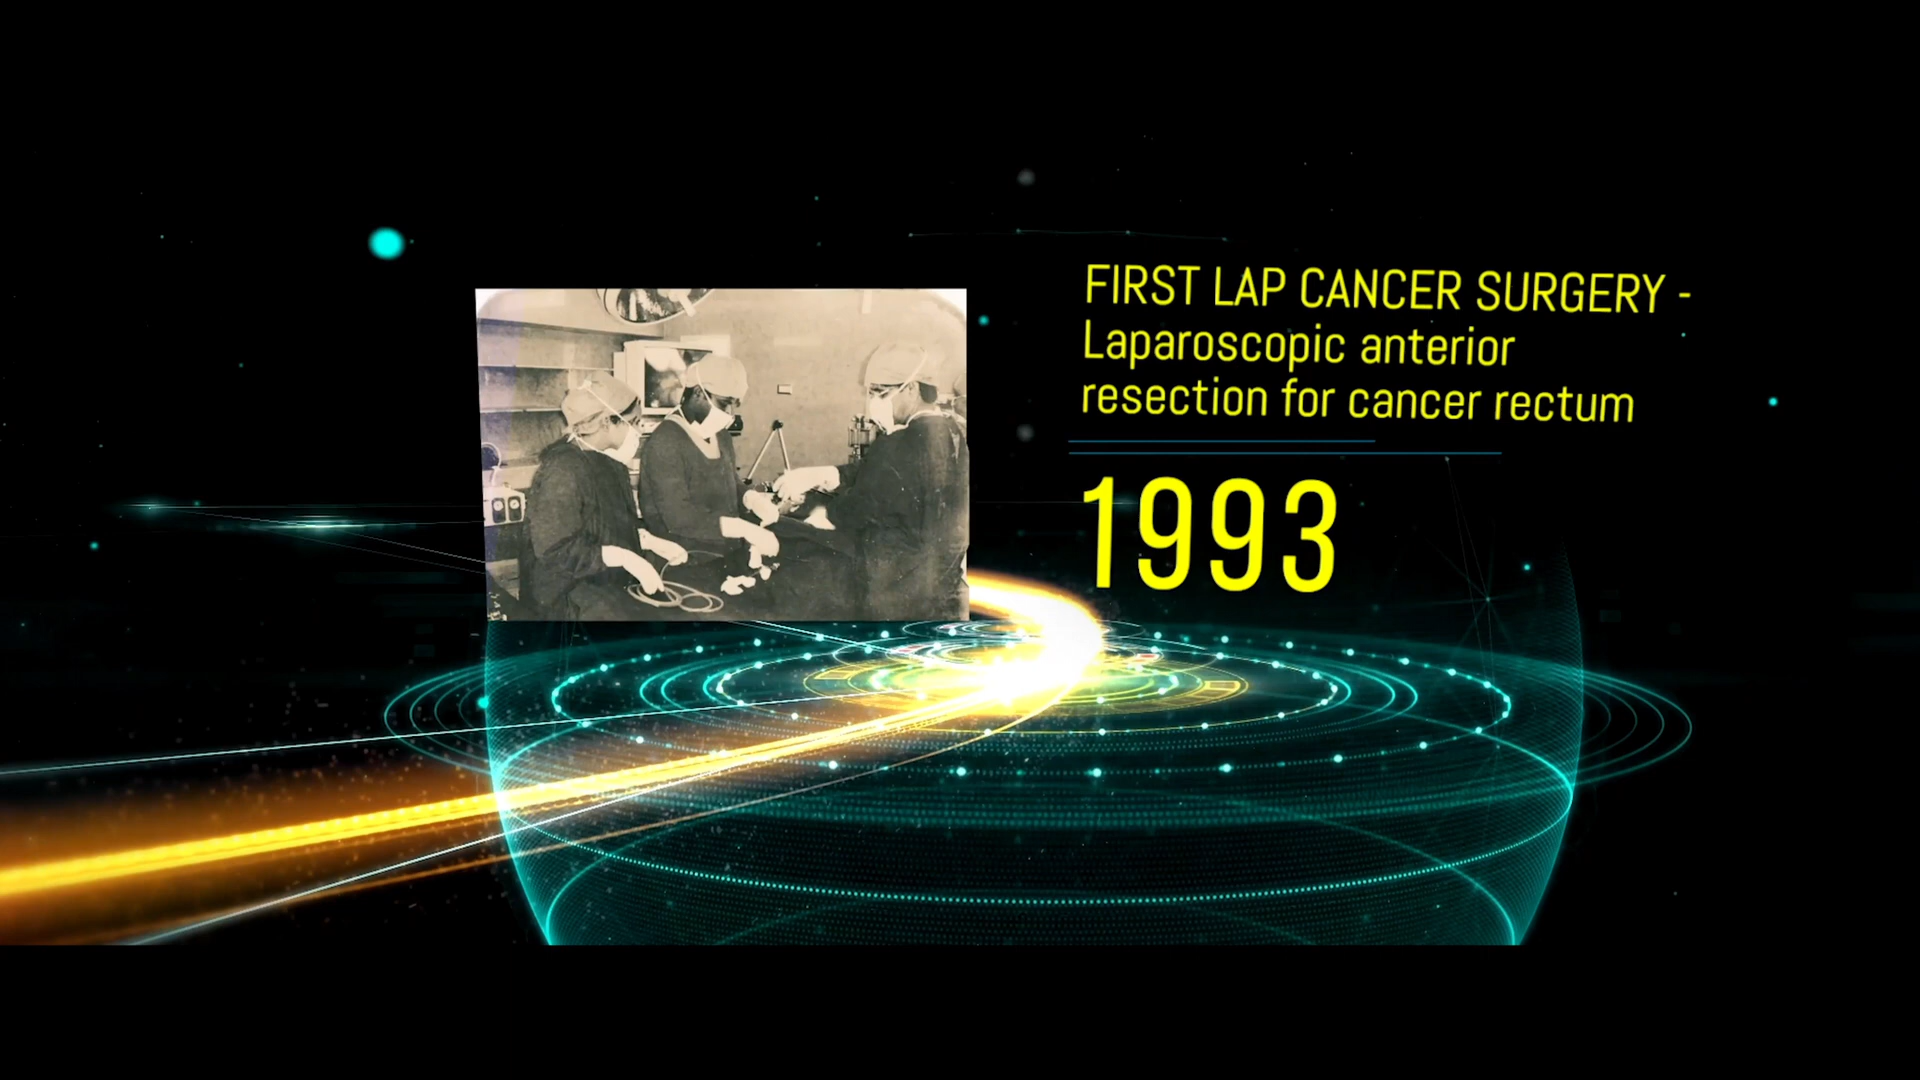 FIRST LAP CANCER SURGERY -
Laparoscopic anterior
resection for cancer rectum
1993